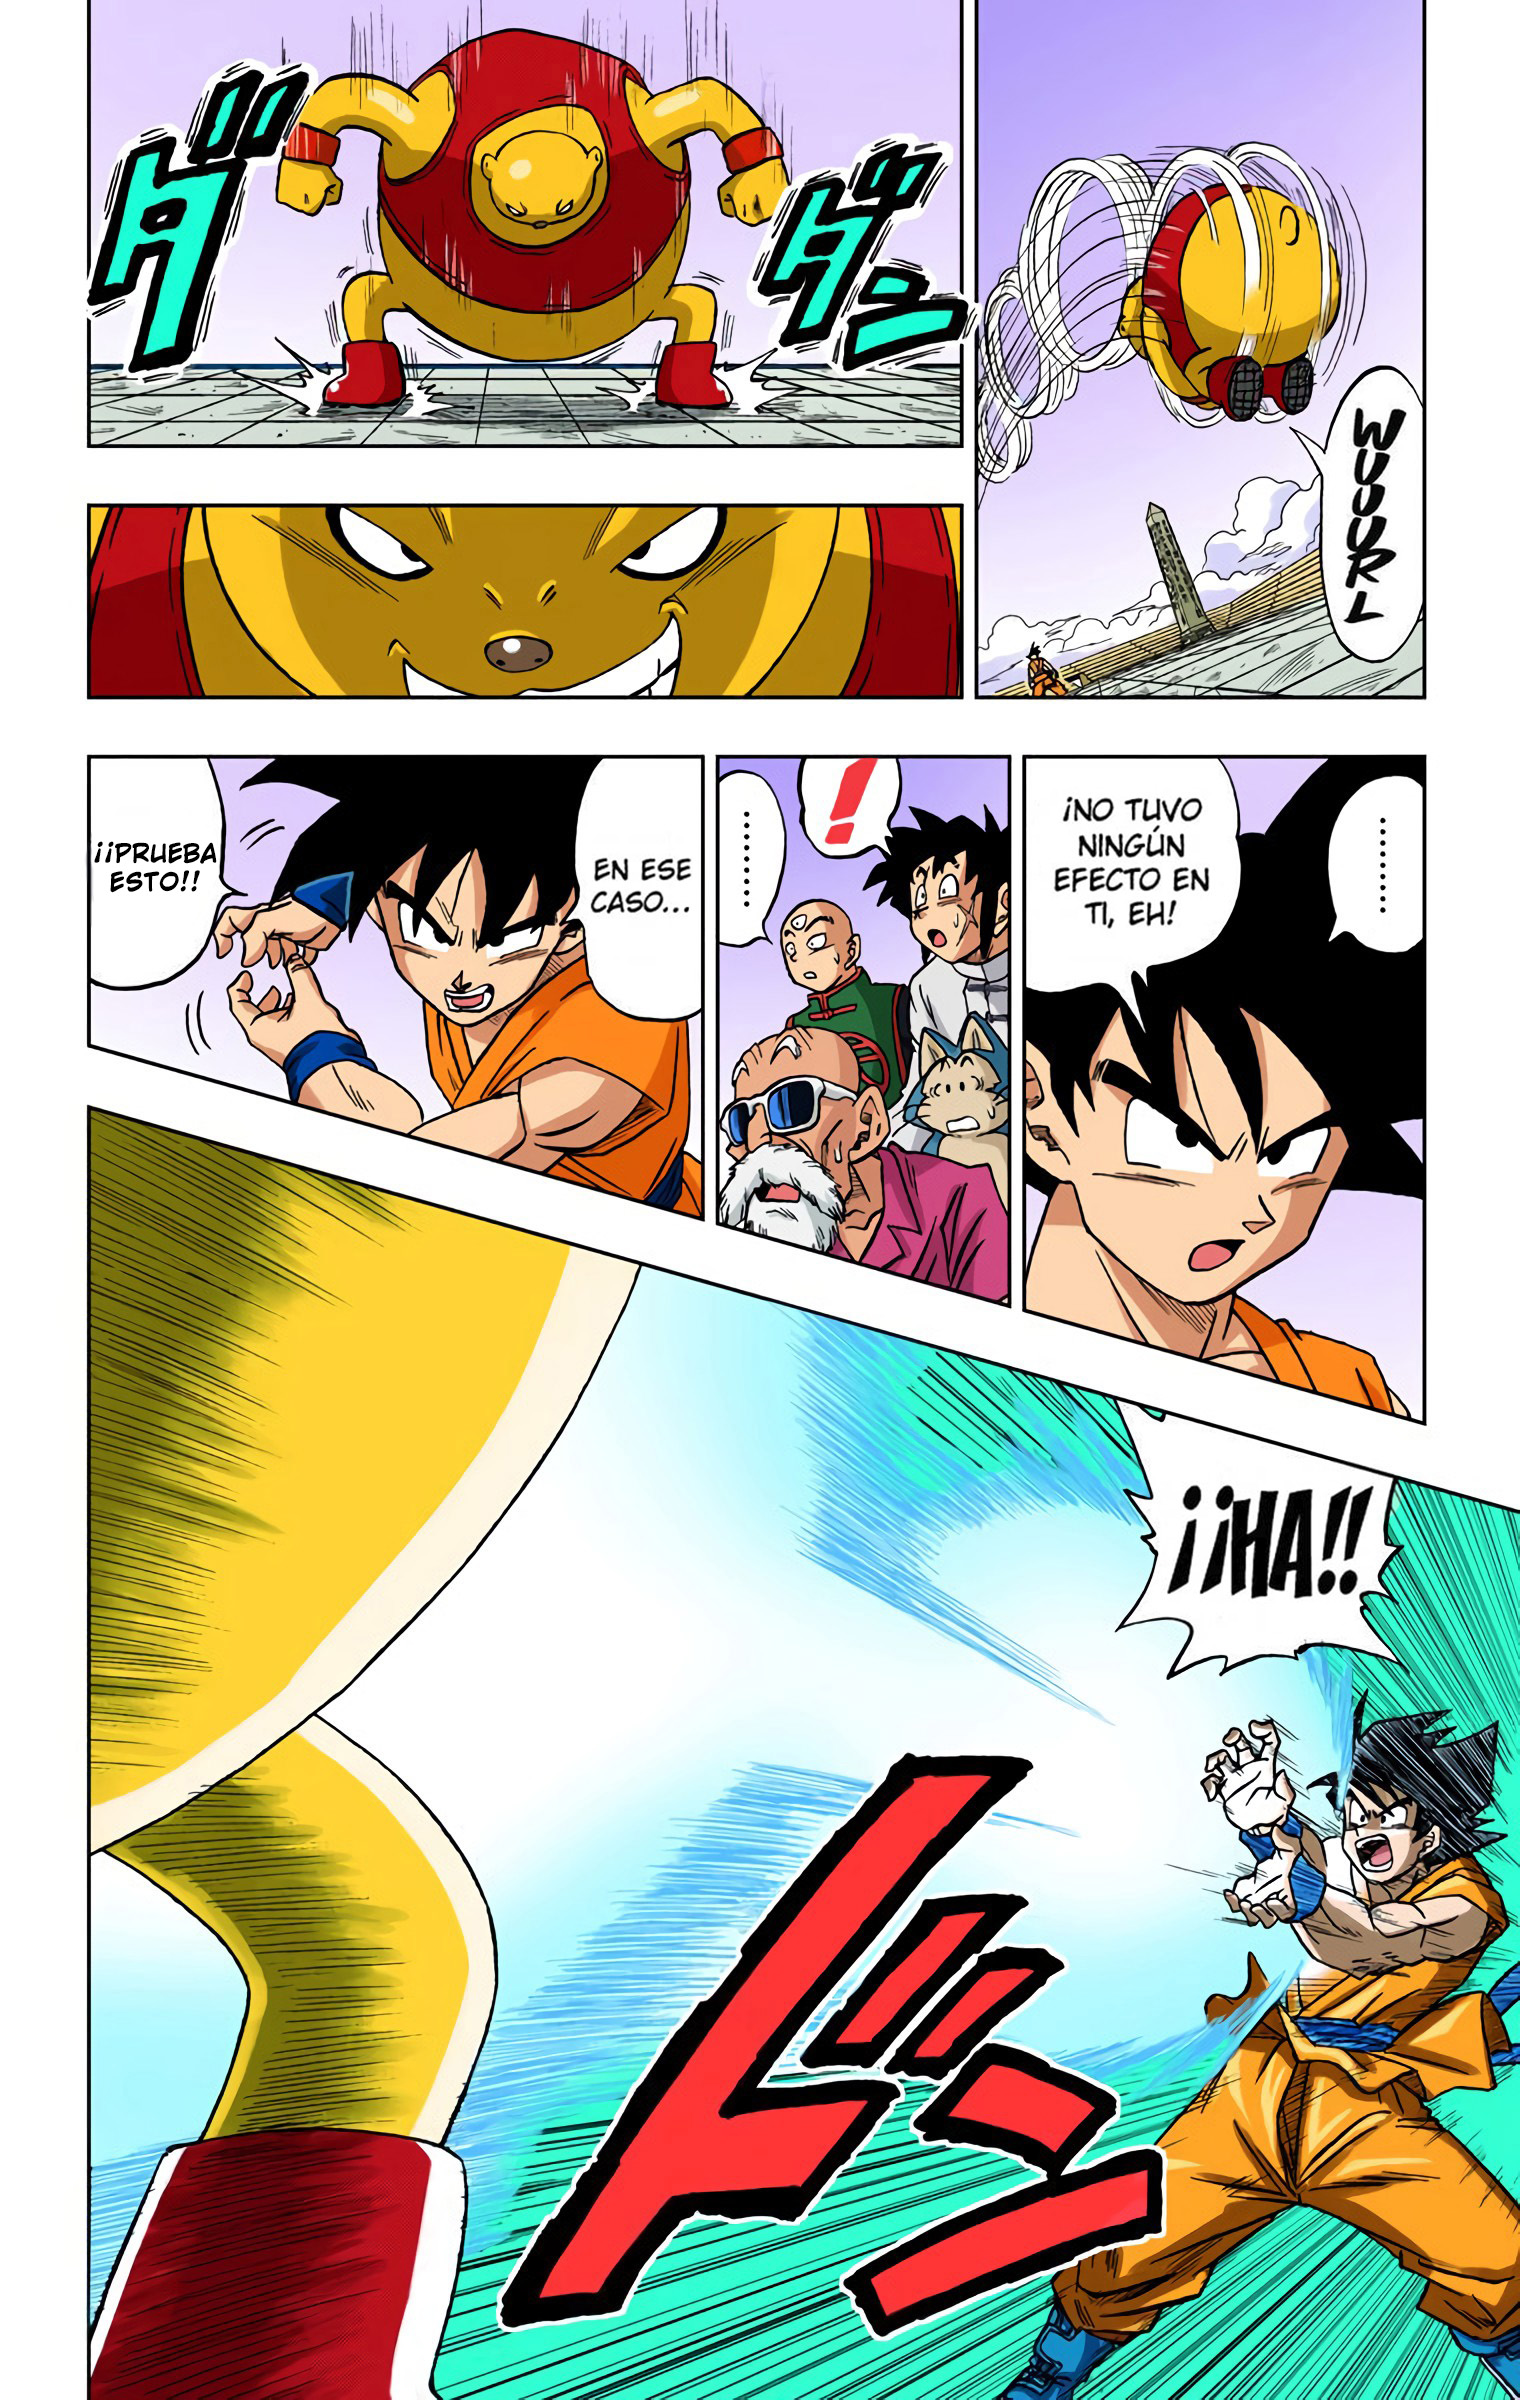 WUUURL
ダ
ダン
………
¡NO TUVO
NINGÚN
EFECTO EN
TI, EH!
!
………
EN ESE
CASO...
¡¡PRUEBA
ESTO!!
¡¡HA!!
ドン